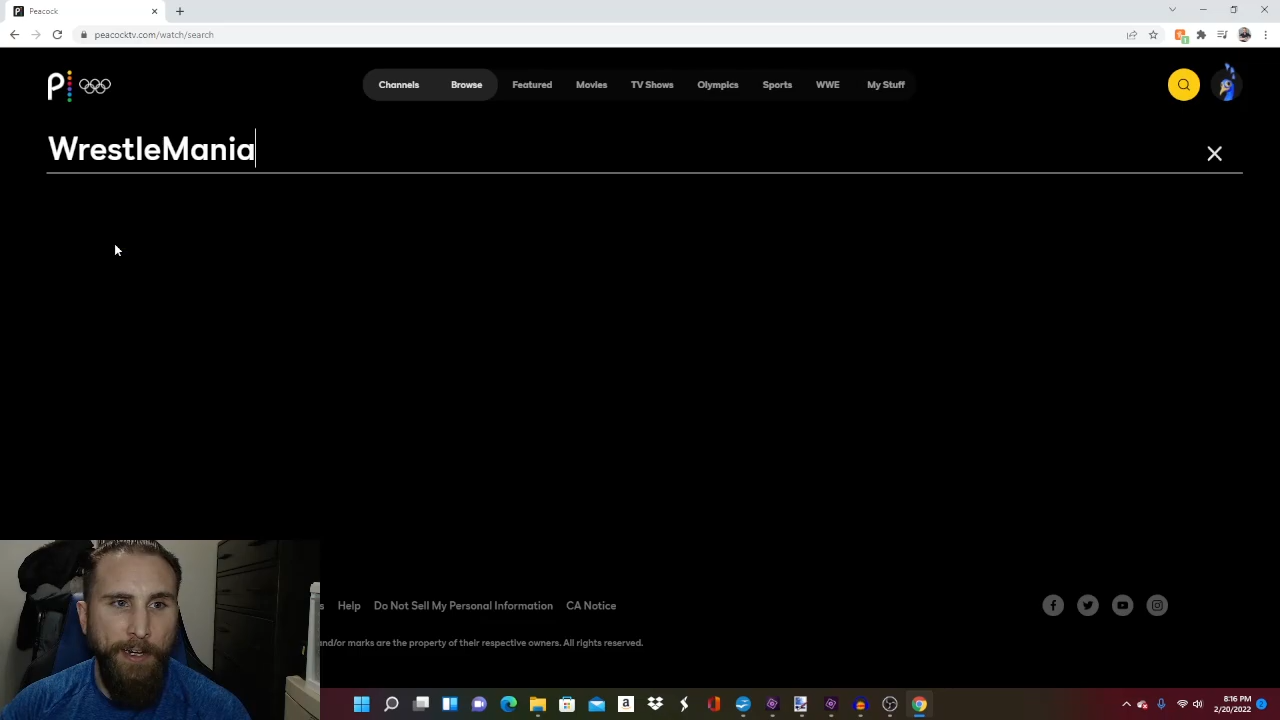 Peacock
peacocktv.com/watch/search
P
Channels Browse Featured Movies TV Shows Olympics Sports WWE My Stuff
WrestleMania
s Help Do Not Sell My Personal Information CA Notice
and/or marks are the property of their respective owners. All rights reserved.
8:16 PM
2/20/2022